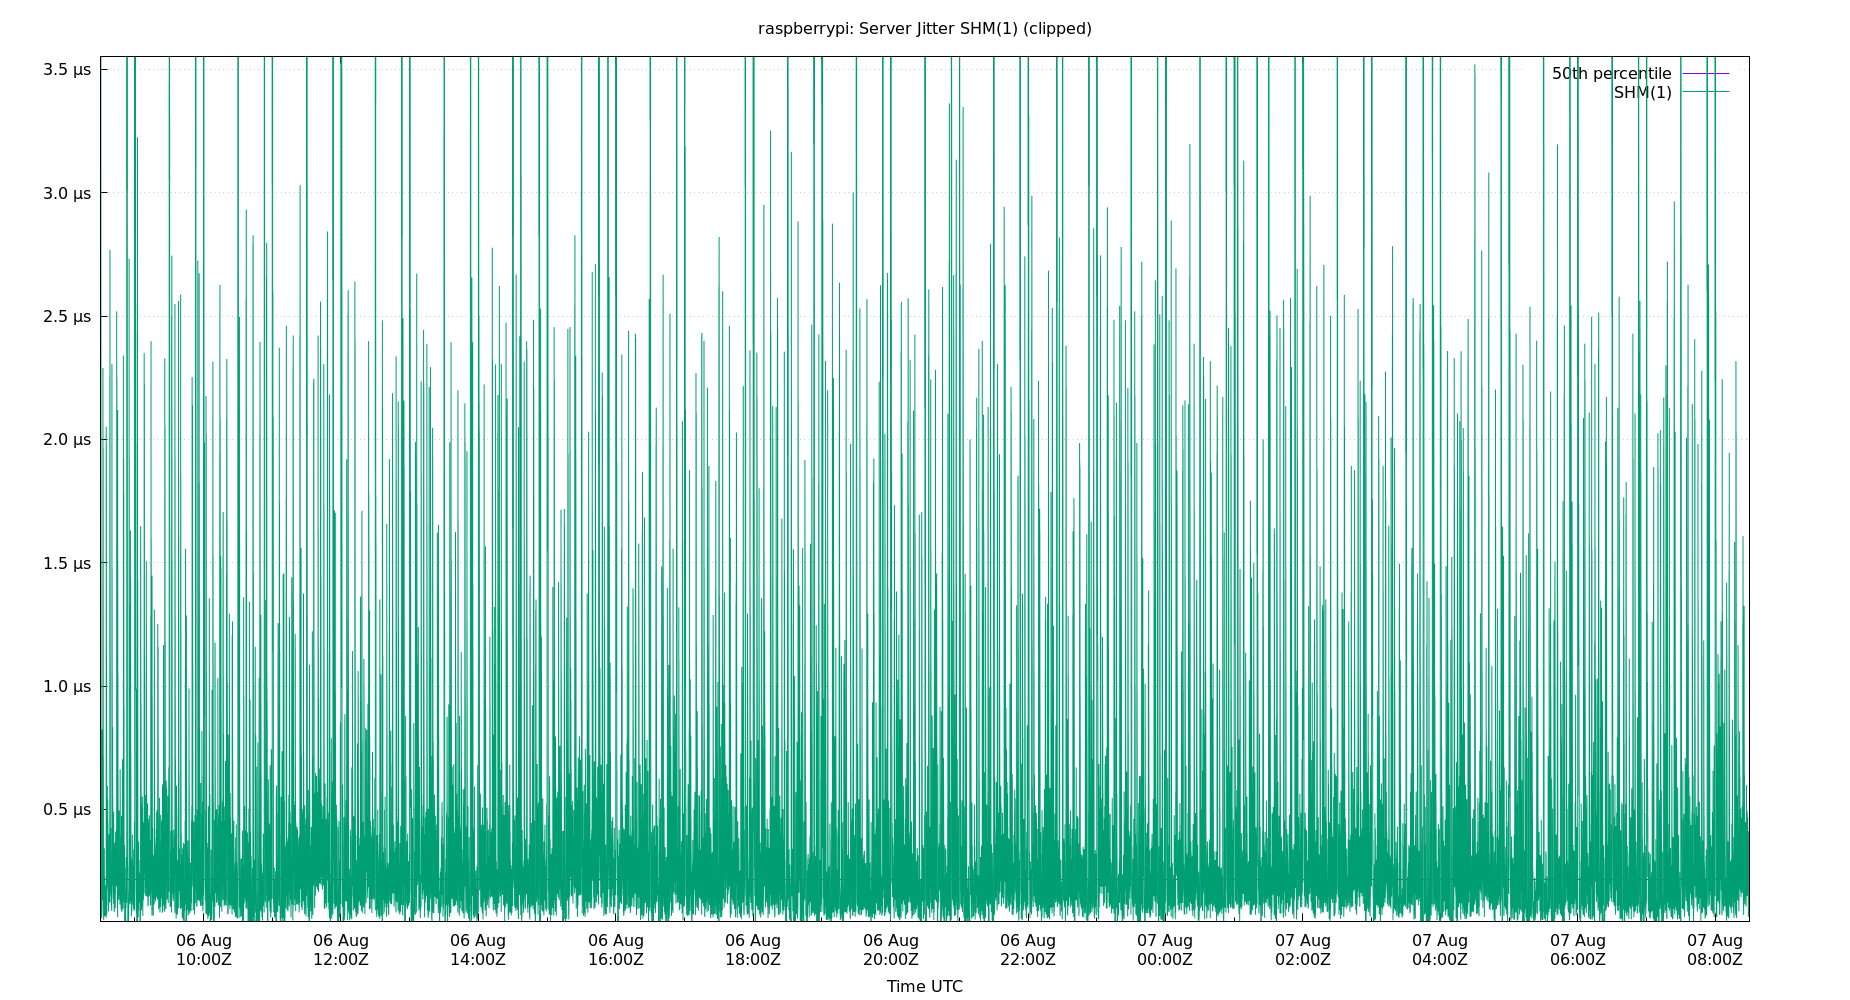 raspberrypi: Server Jitter SHM(1) (clipped)
3.5 µs
3.0 µs
2.5 µs
2.0 µs
1.5 µs
1.0 µs
0.5 µs
50th percentile
SHM(1)
06 Aug 06 Aug 06 Aug 06 Aug 06 Aug 06 Aug 06 Aug 07 Aug 07 Aug 07 Aug 07 Aug 07 Aug
10:00Z 12:00Z 14:00Z 16:00Z 18:00Z 20:00Z 22:00Z 00:00Z 02:00Z 04:00Z 06:00Z 08:00Z
Time UTC